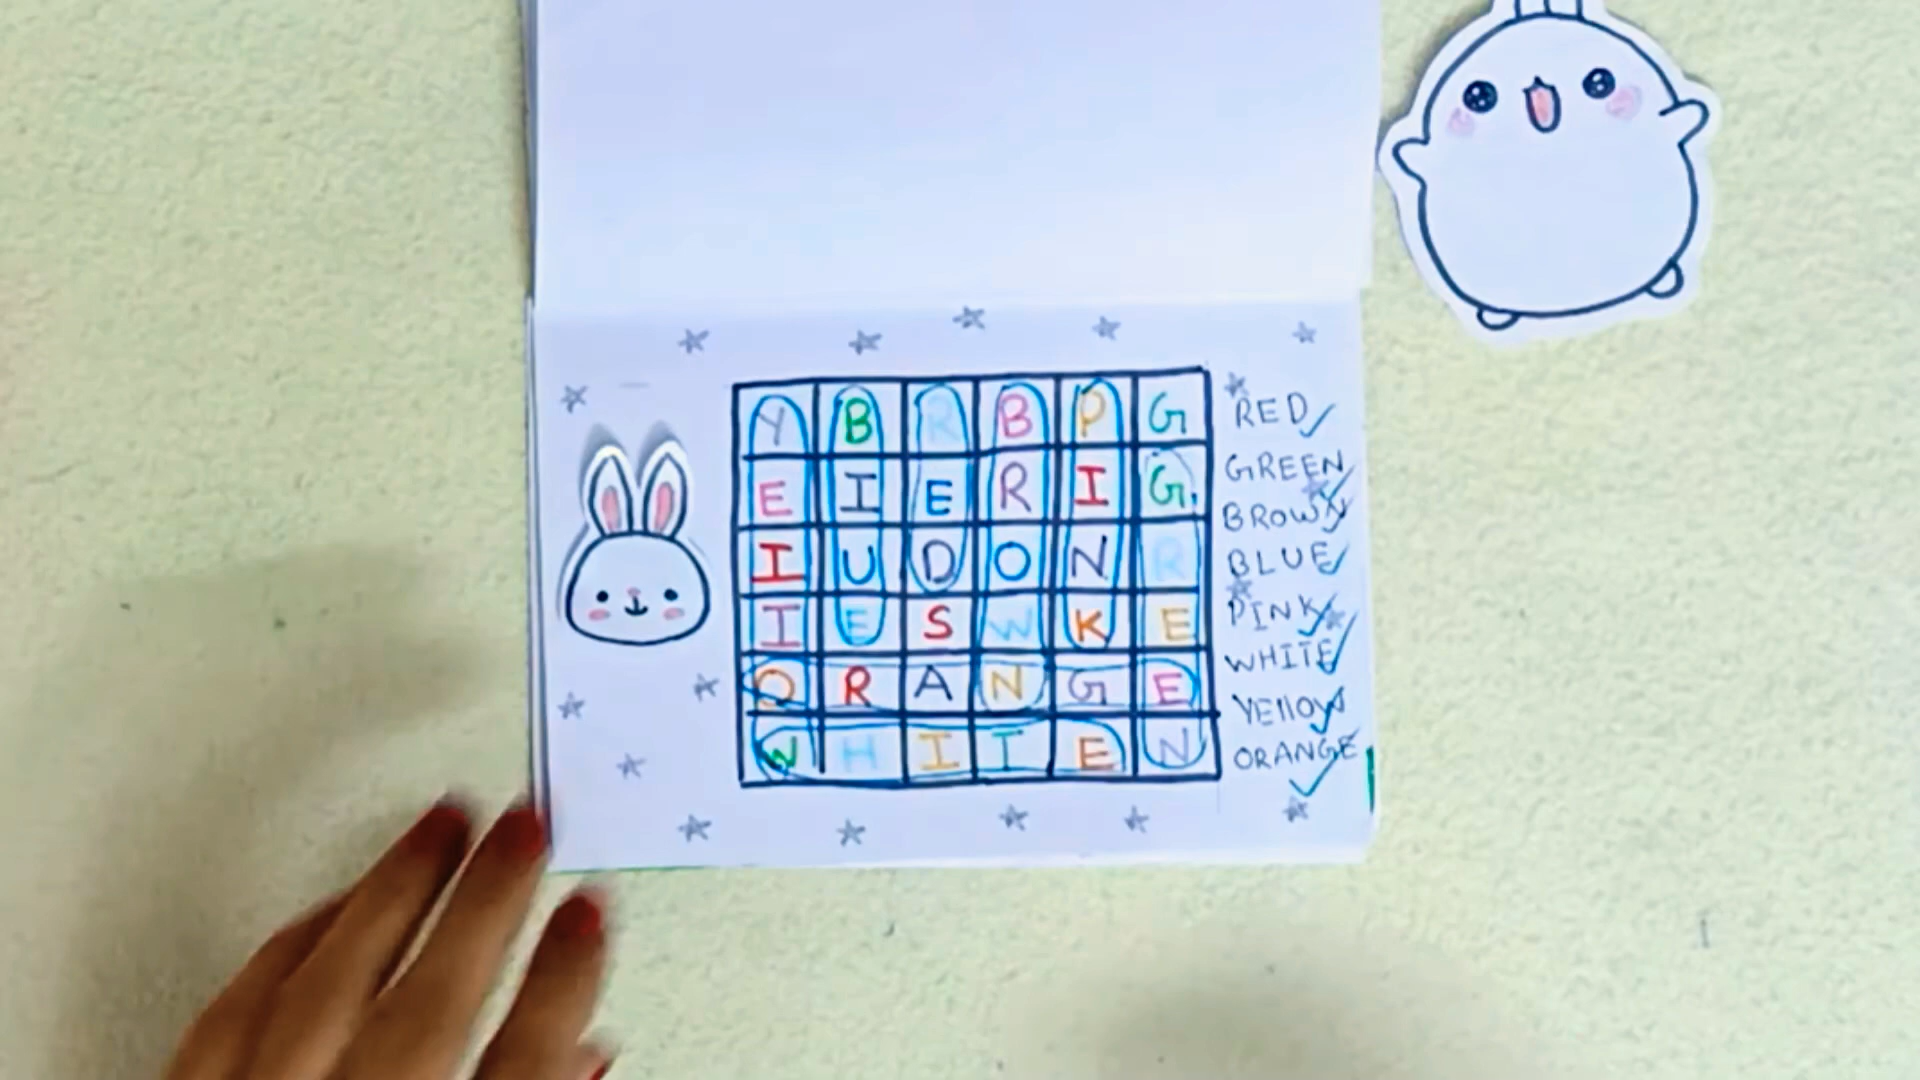 Y B R B P G
E I E R I G
I U D O N R
I E S W K E
O R A N G E
W H I T E N
RED
GREEN
BROWN
BLUE
PINK
WHITE
YEllOW
ORANGE